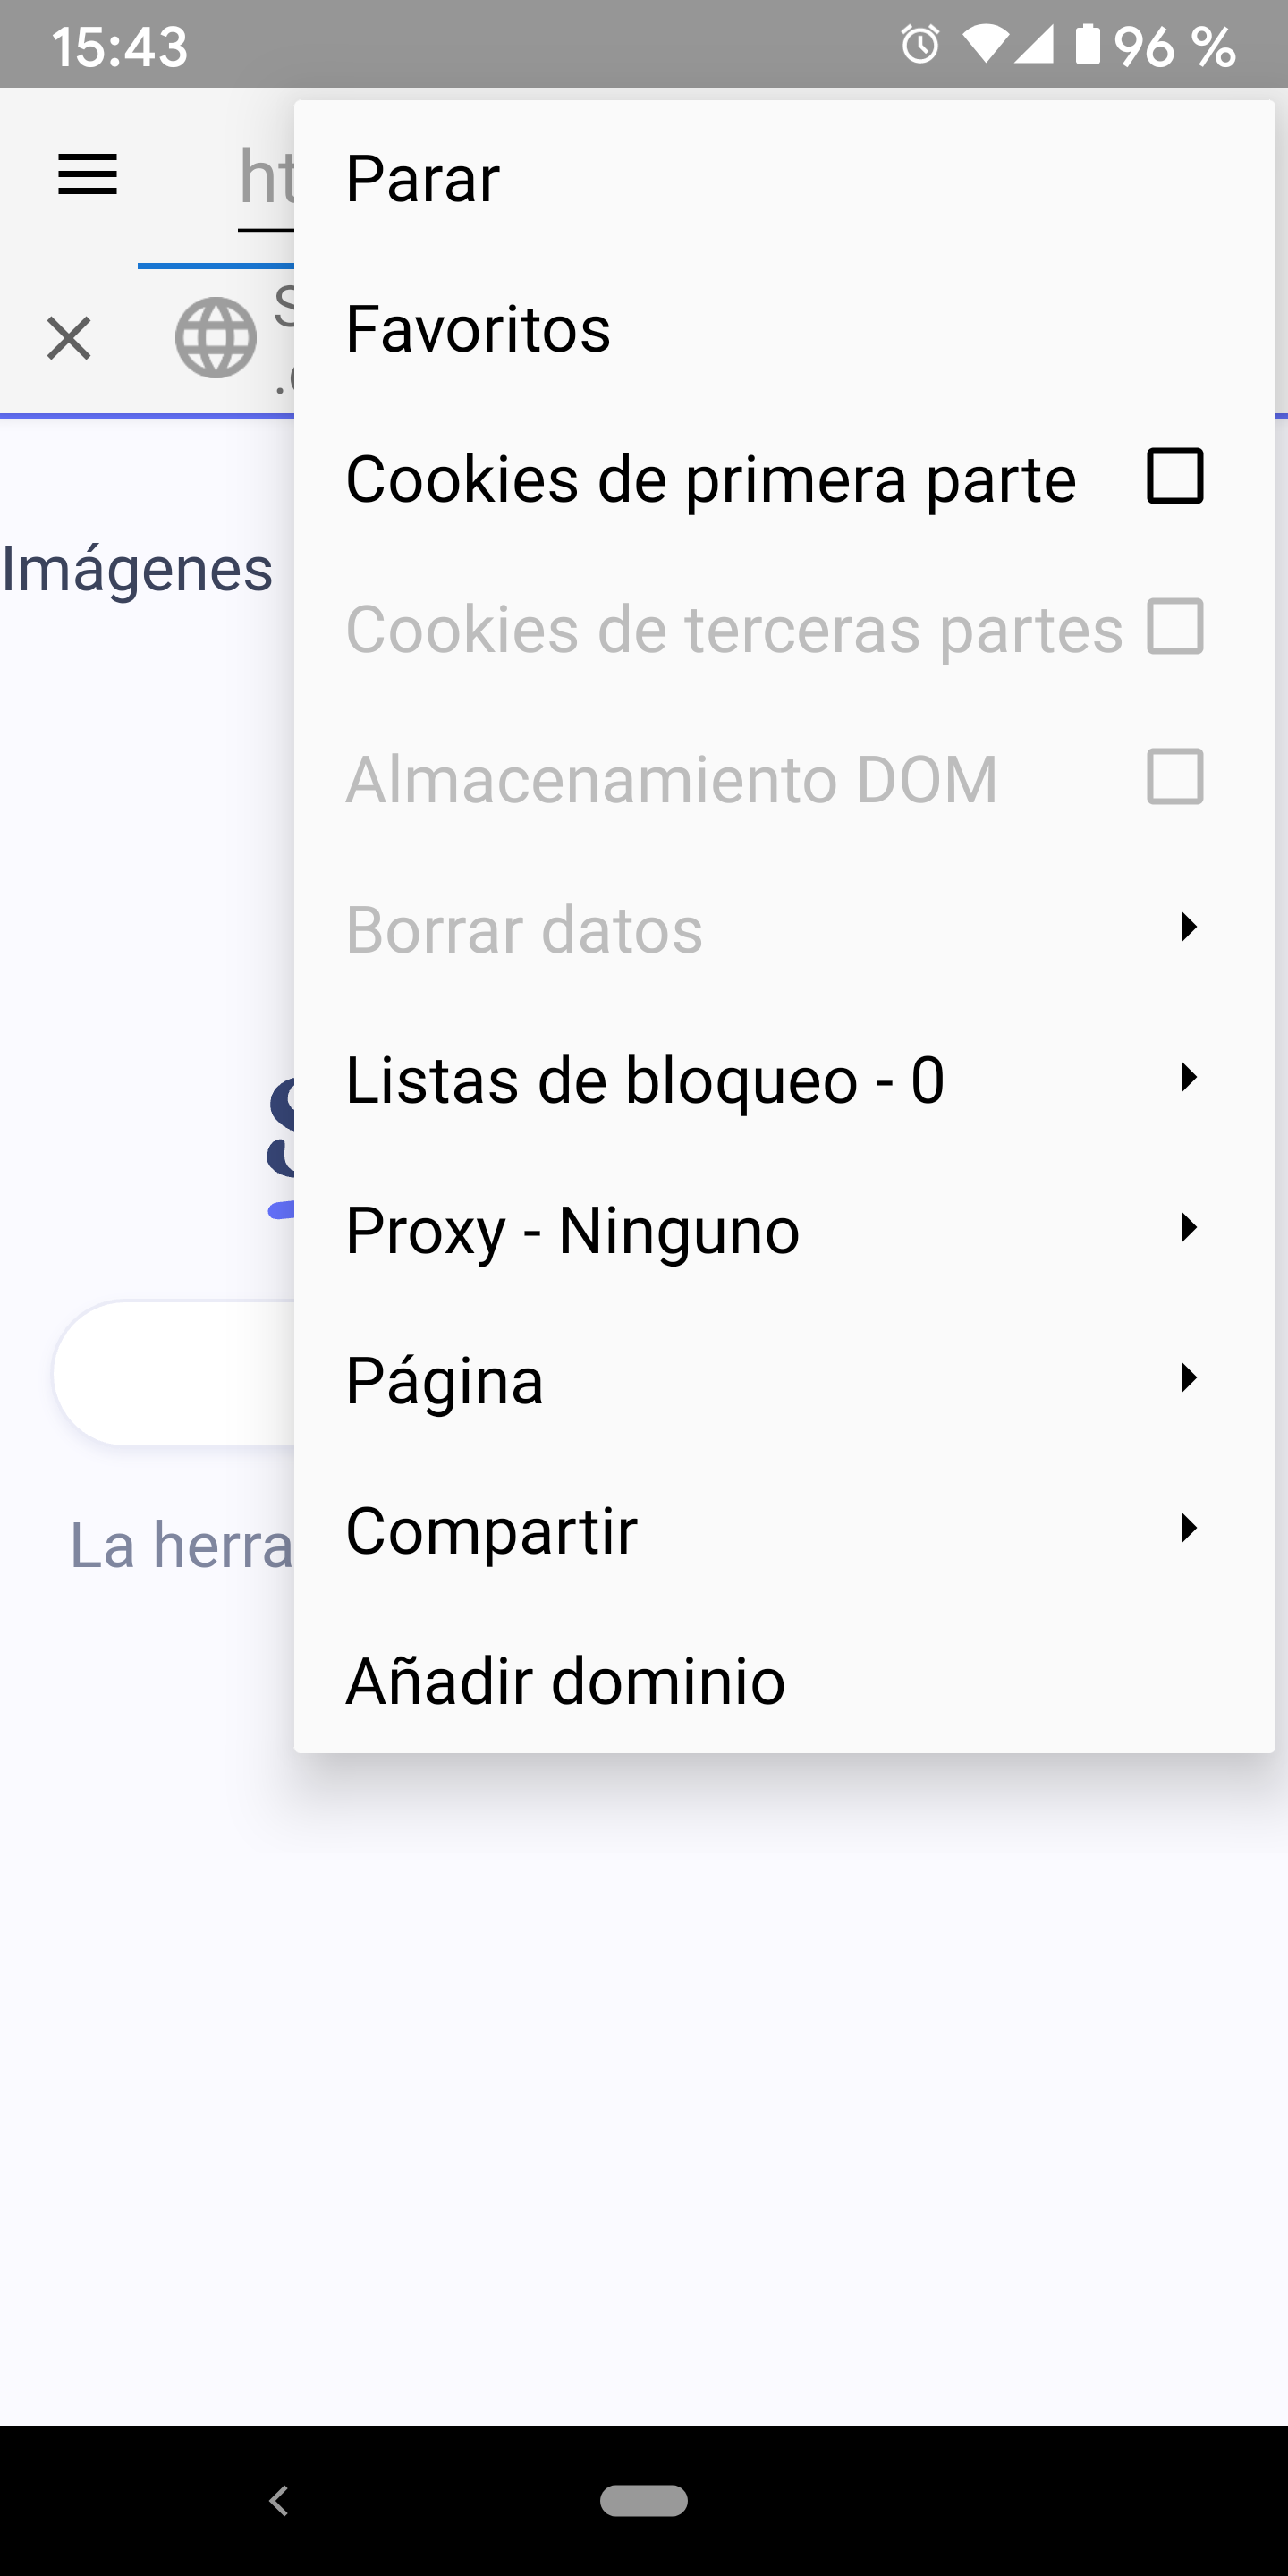 15:43
96 %
ht
Parar
Favoritos
Cookies de primera parte
Imágenes
Cookies de terceras partes
Almacenamiento DOM
Borrar datos
Listas de bloqueo - 0
Proxy - Ninguno
Página
La herra
Compartir
Añadir dominio